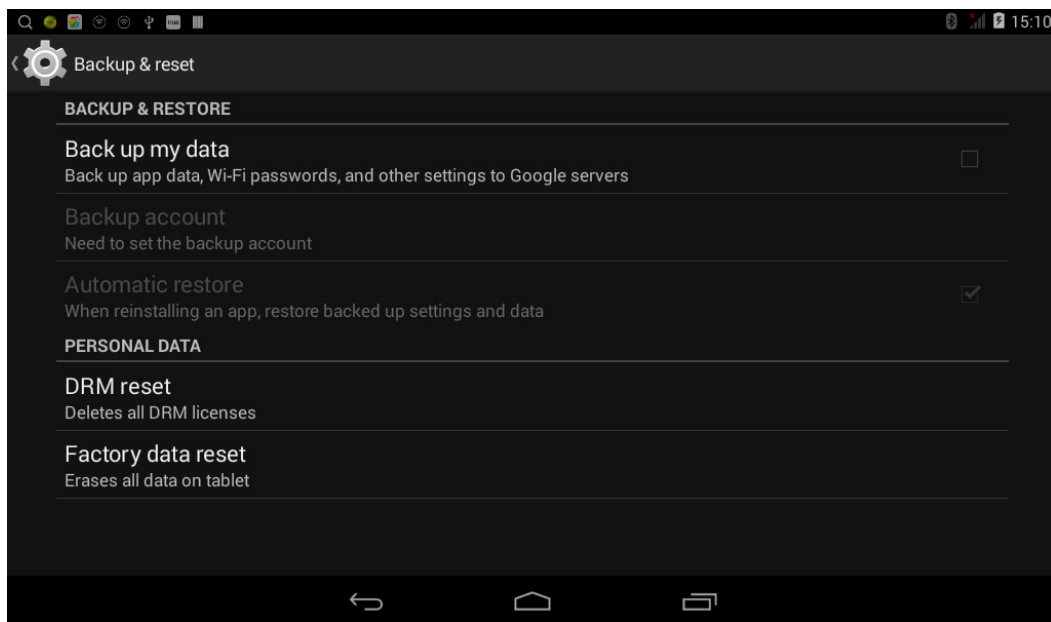 15:10
Backup & reset
BACKUP & RESTORE
Back up my data
Back up app data, Wi-Fi passwords, and other settings to Google servers
Backup account
Need to set the backup account
Automatic restore
When reinstalling an app, restore backed up settings and data
PERSONAL DATA
DRM reset
Deletes all DRM licenses
Factory data reset
Erases all data on tablet